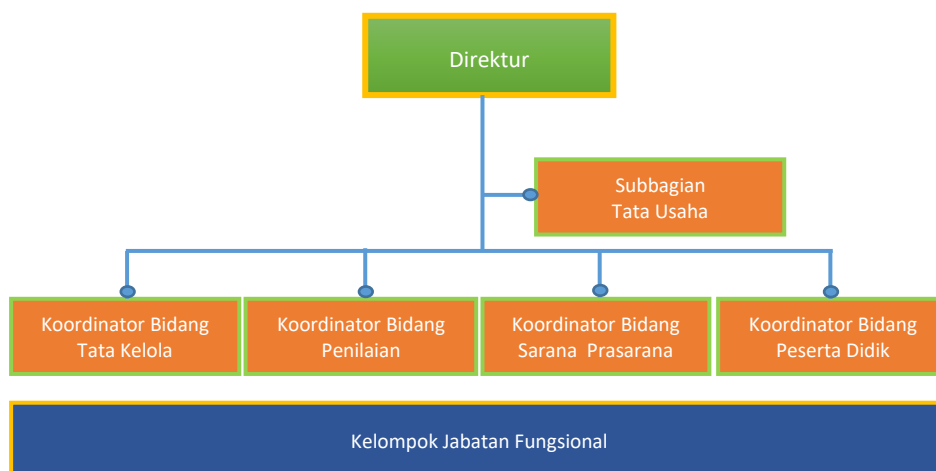 Direktur
Subbagian
Tata Usaha
Koordinator Bidang
Tata Kelola
Koordinator Bidang
Penilaian
Koordinator Bidang
Sarana  Prasarana
Koordinator Bidang
Peserta Didik
Kelompok Jabatan Fungsional